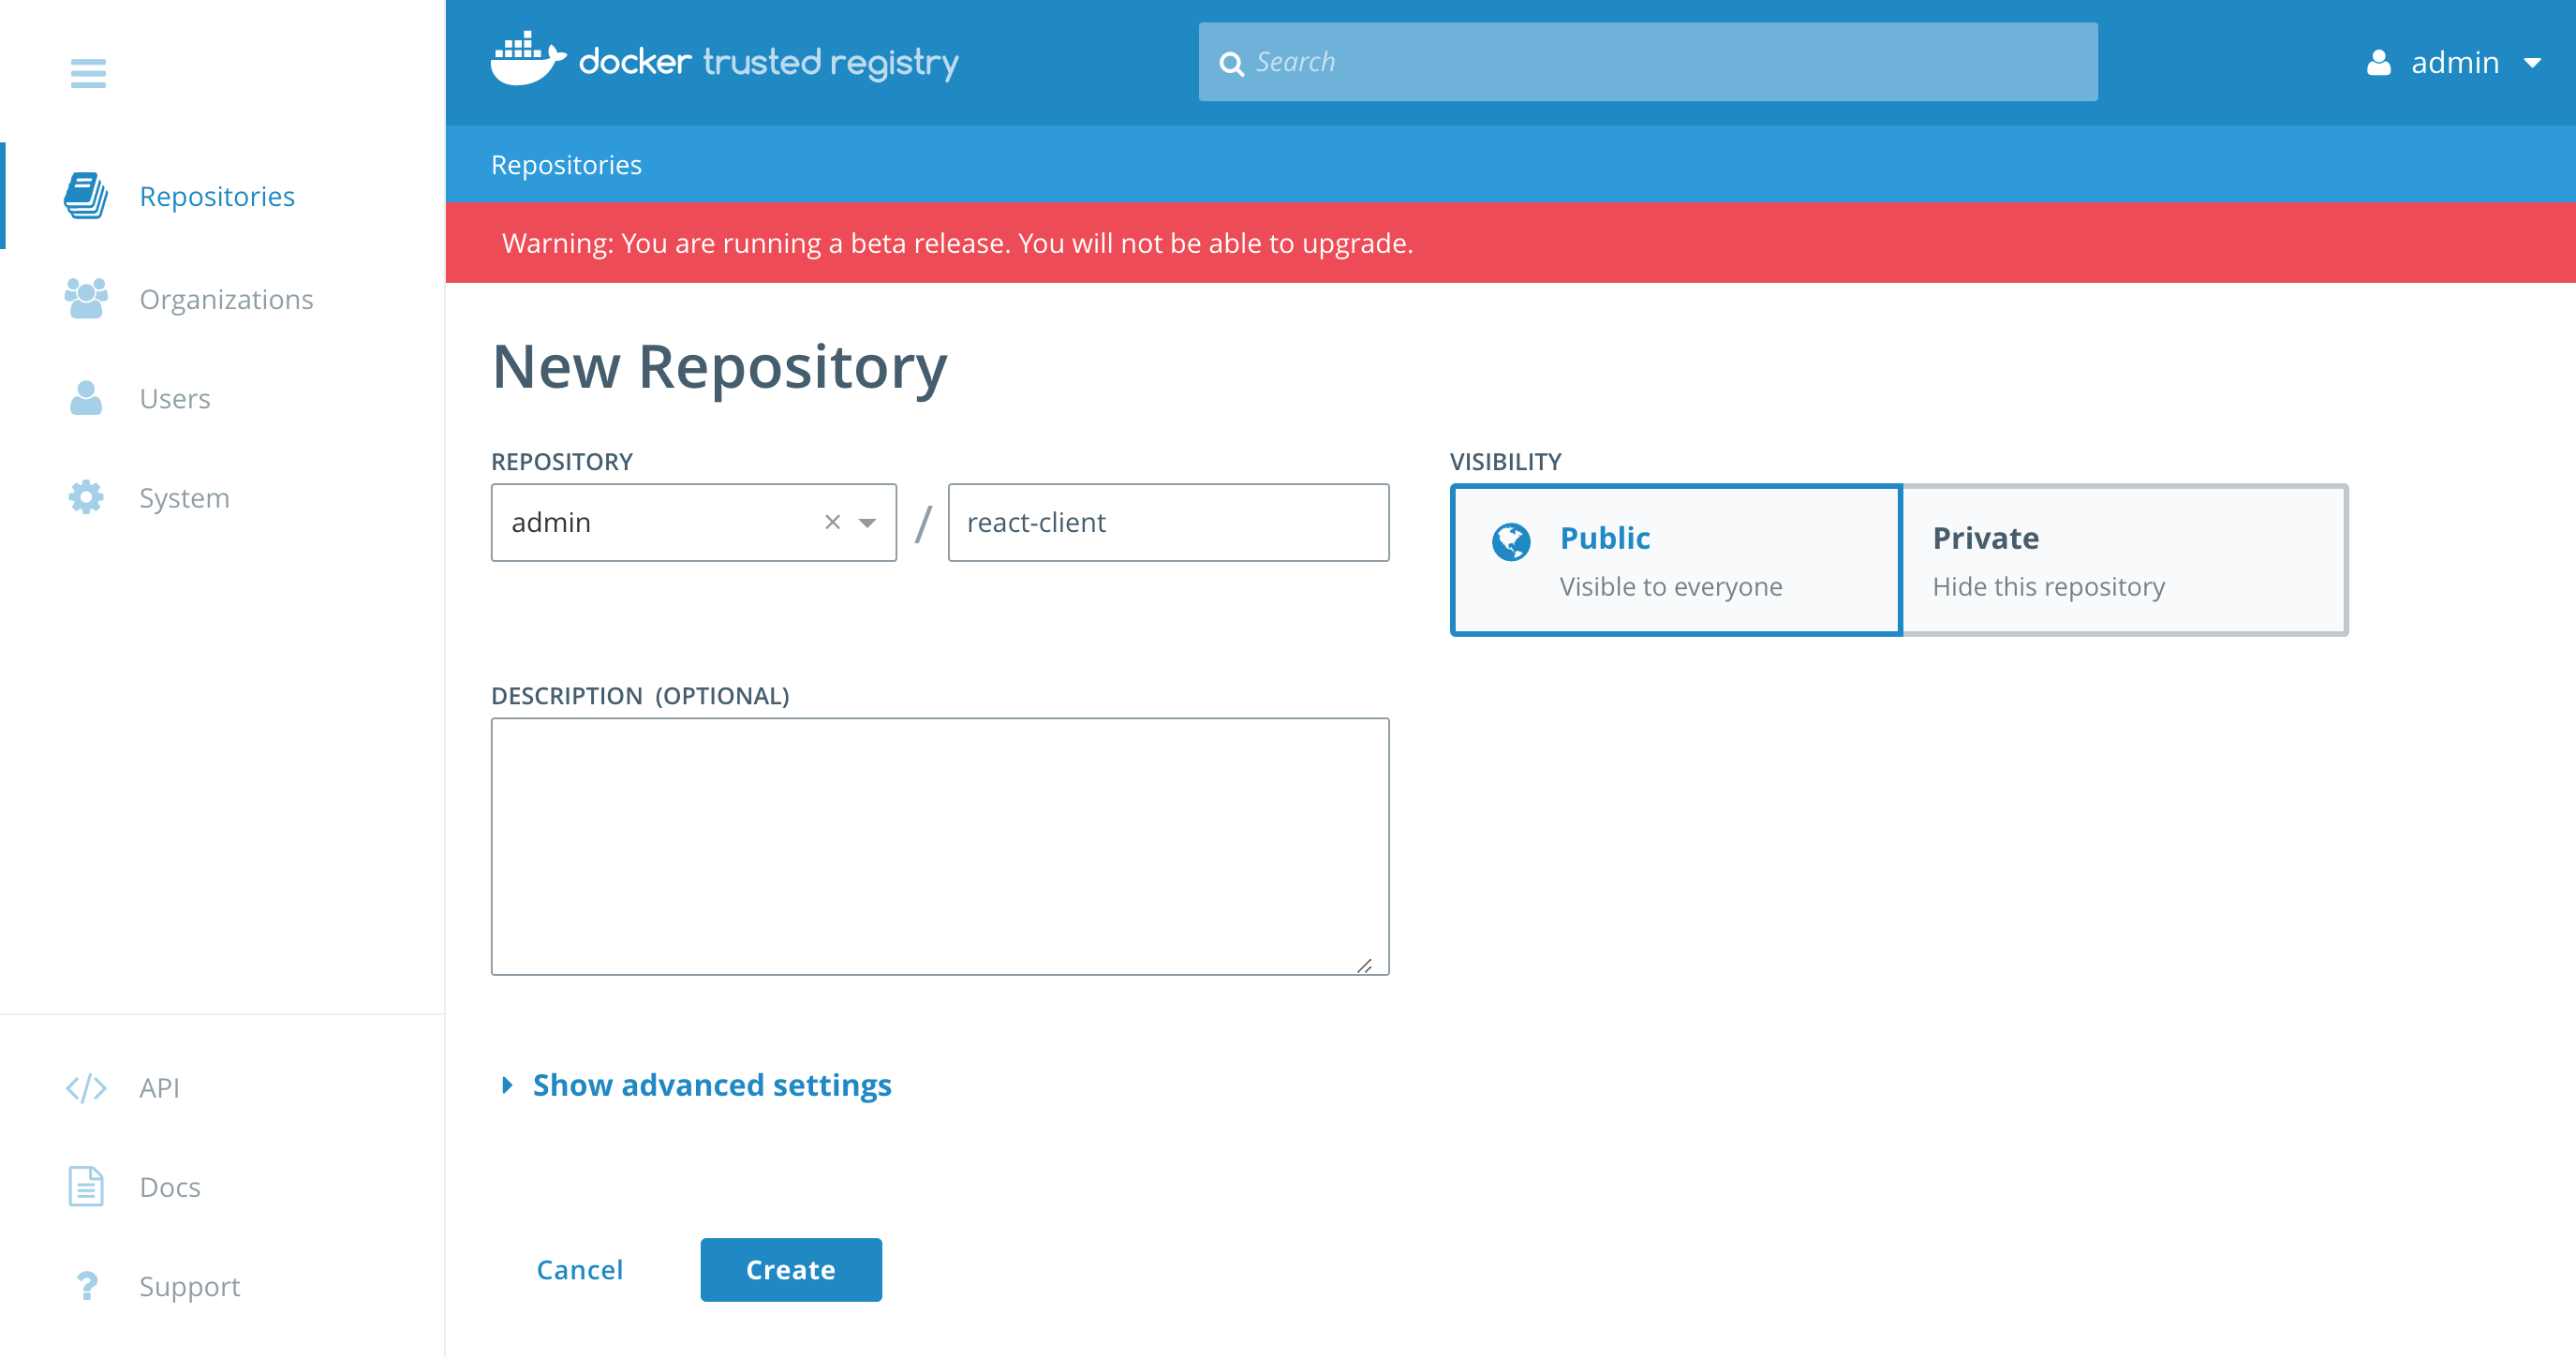 docker trusted registry
Search
admin
Repositories
Organizations
Users
System
API
Docs
Support
Repositories
Warning: You are running a beta release. You will not be able to upgrade.
New Repository
REPOSITORY
admin × / react-client
VISIBILITY
Public
Visible to everyone
Private
Hide this repository
DESCRIPTION (OPTIONAL)
Show advanced settings
Cancel
Create